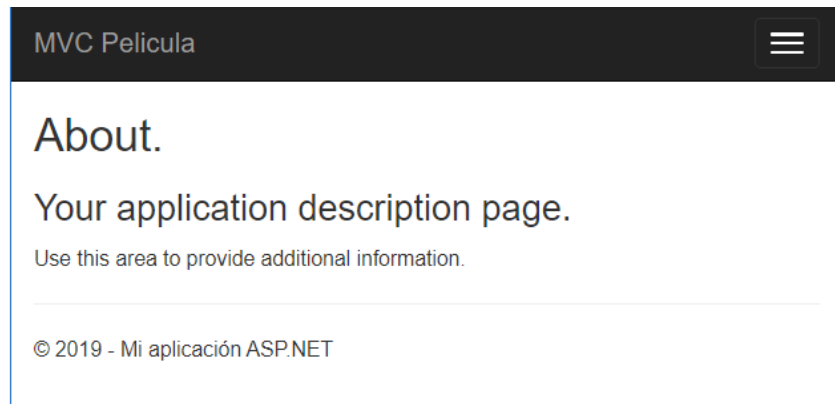 MVC Pelicula
About.
Your application description page.
Use this area to provide additional information.
© 2019 - Mi aplicación ASP.NET